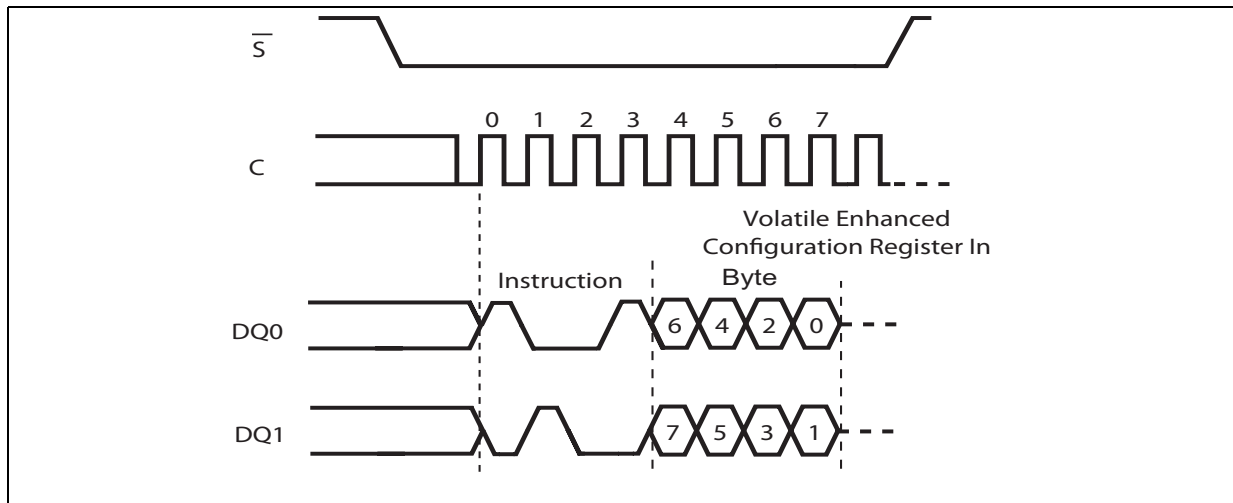 S
C
0 1 2 3 4 5 6 7
Volatile Enhanced
Configuration Register In
Byte
Instruction
DQ0
6 4 2 0
DQ1
7 5 3 1